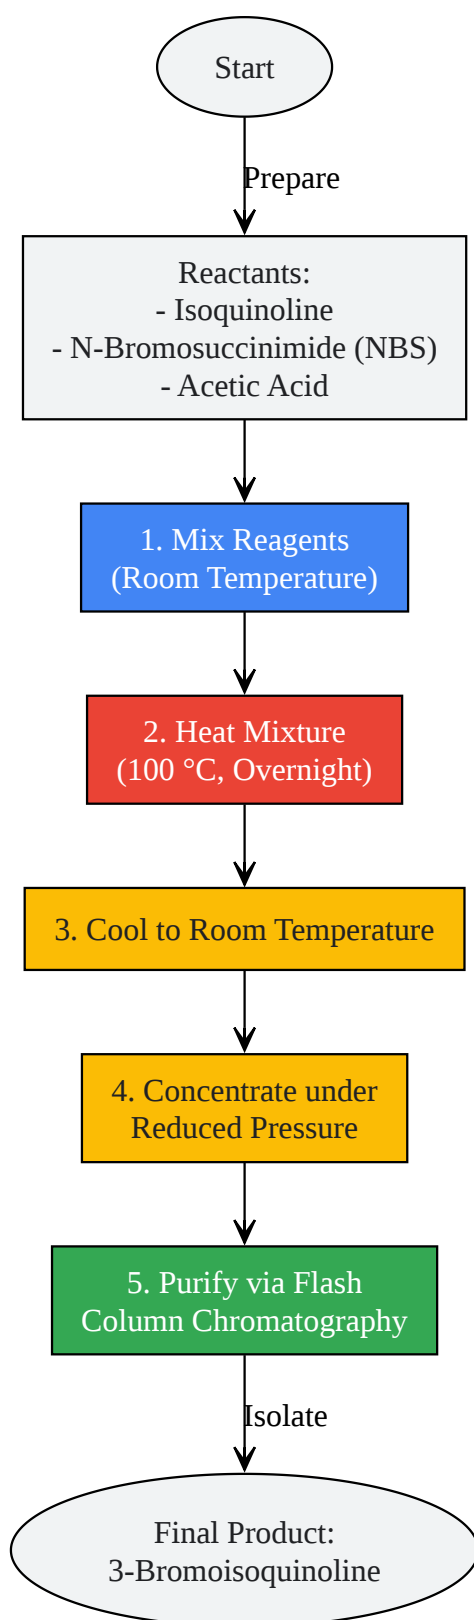 Start
Prepare
Reactants:
- Isoquinoline
- N-Bromosuccinimide (NBS)
- Acetic Acid
1. Mix Reagents
(Room Temperature)
2. Heat Mixture
(100 °C, Overnight)
3. Cool to Room Temperature
4. Concentrate under
Reduced Pressure
5. Purify via Flash
Column Chromatography
Isolate
Final Product:
3-Bromoisoquinoline